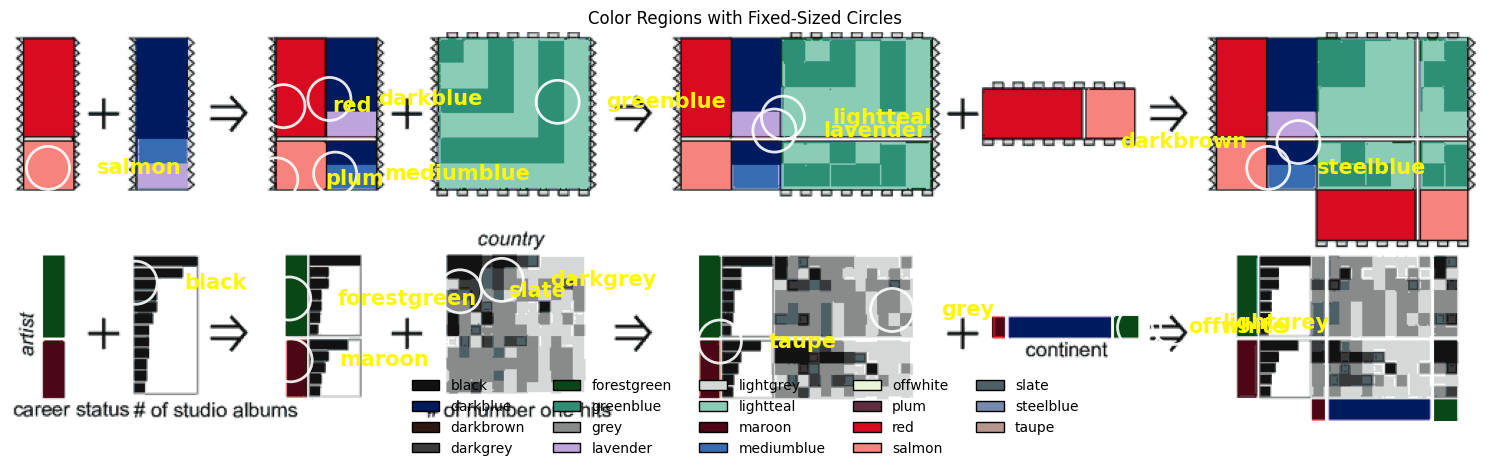 Color Regions with Fixed-Sized Circles
red
darkblue
greenblue
lightteal
lavender
darkbrown
salmon
plum
mediumblue
steelblue
country
black
forestgreen
slate
darkgrey
grey
offwhite
lightgrey
artist
maroon
taupe
continent
career status
# of studio albums
# of number one hits
black
darkblue
darkbrown
darkgrey
forestgreen
greenblue
grey
lavender
lightgrey
lightteal
maroon
mediumblue
offwhite
plum
red
salmon
slate
steelblue
taupe